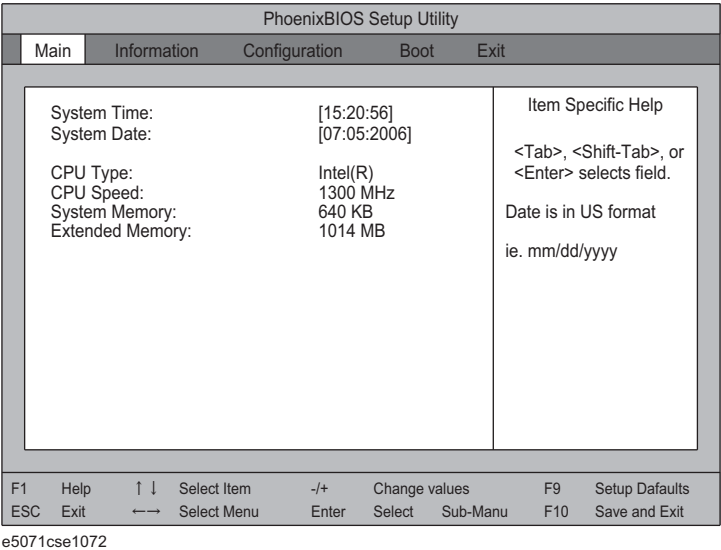 PhoenixBIOS Setup Utility
Main Information Configuration Boot Exit
System Time: [15:20:56]
System Date: [07:05:2006]
CPU Type: Intel(R)
CPU Speed: 1300 MHz
System Memory: 640 KB
Extended Memory: 1014 MB
Item Specific Help
<Tab>, <Shift-Tab>, or
<Enter> selects field.
Date is in US format
ie. mm/dd/yyyy
F1 Help ↑ ↓ Select Item -/+ Change values F9 Setup Dafaults
ESC Exit ←→ Select Menu Enter Select Sub-Manu F10 Save and Exit
e5071cse1072